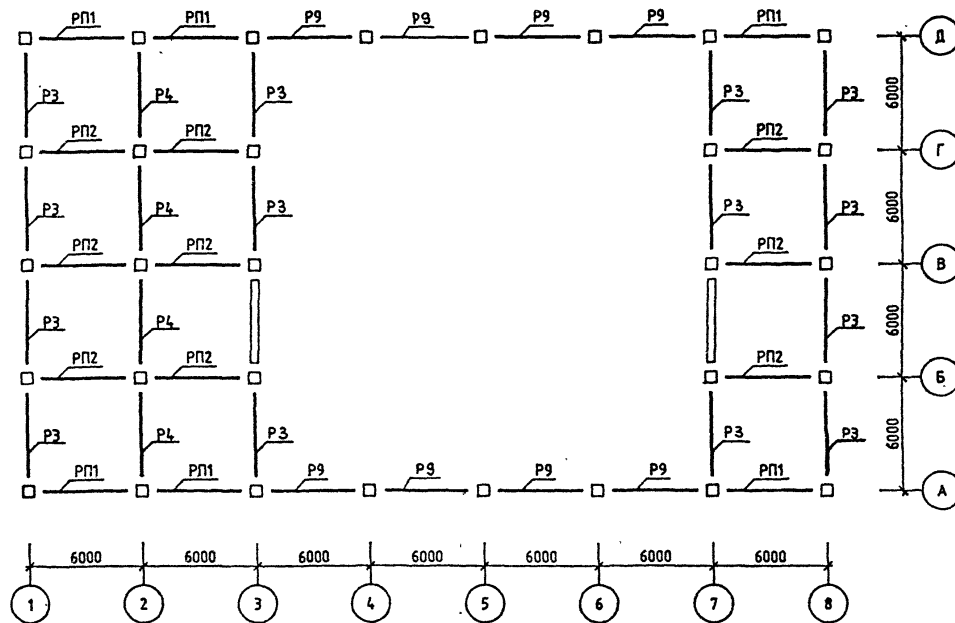 РП1 РП1 Р9 Р9 Р9 Р9 РП1 Д
Р3 Р4 Р3 Р3 Р3 6000
РП2 РП2 РП2 Г
Р3 Р4 Р3 Р3 Р3 6000
РП2 РП2 РП2 В
Р3 Р4 Р3
РП2 РП2 РП2 Б
Р3 Р4 Р3 Р3 Р3 6000
РП1 РП1 Р9 Р9 Р9 Р9 РП1 А
6000 6000 6000 6000 6000 6000 6000
1 2 3 4 5 6 7 8
6000